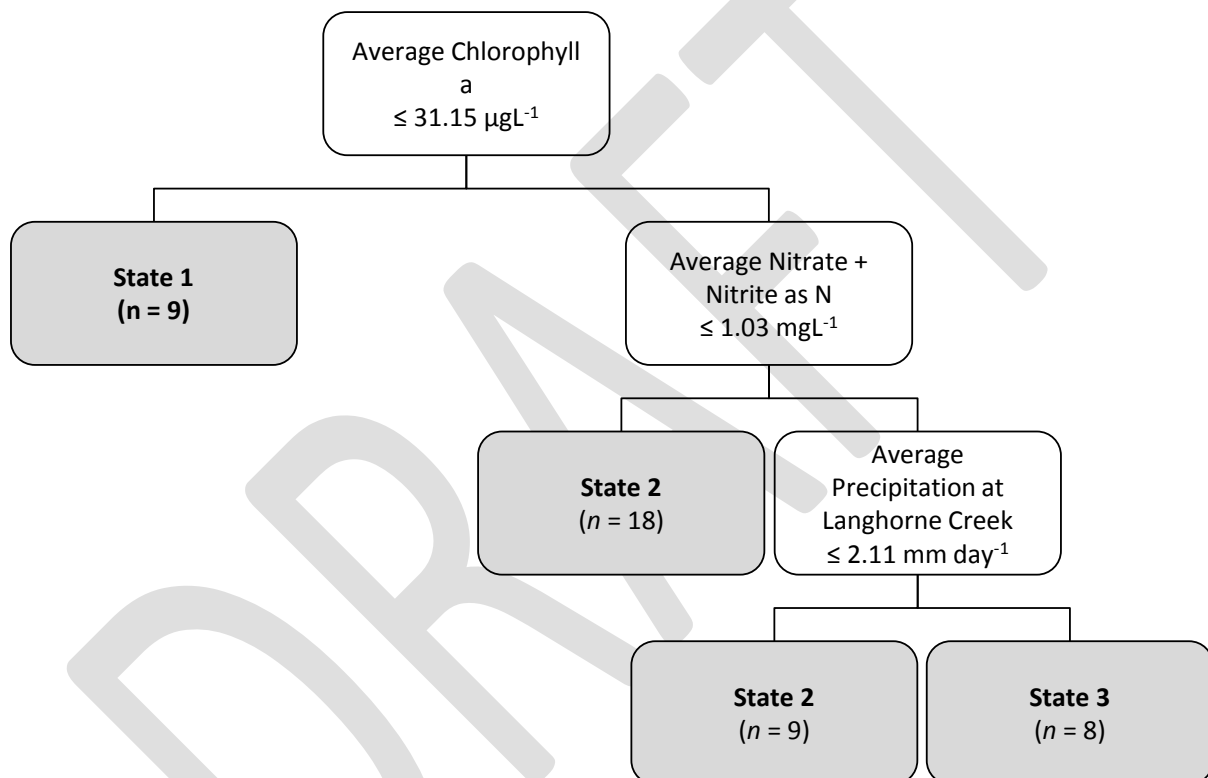 Average Chlorophyll
a
≤ 31.15 µgL⁻¹
State 1
(n = 9)
Average Nitrate +
Nitrite as N
≤ 1.03 mgL⁻¹
State 2
(n = 18)
Average
Precipitation at
Langhorne Creek
≤ 2.11 mm day⁻¹
State 2
(n = 9)
State 3
(n = 8)
DRAFT